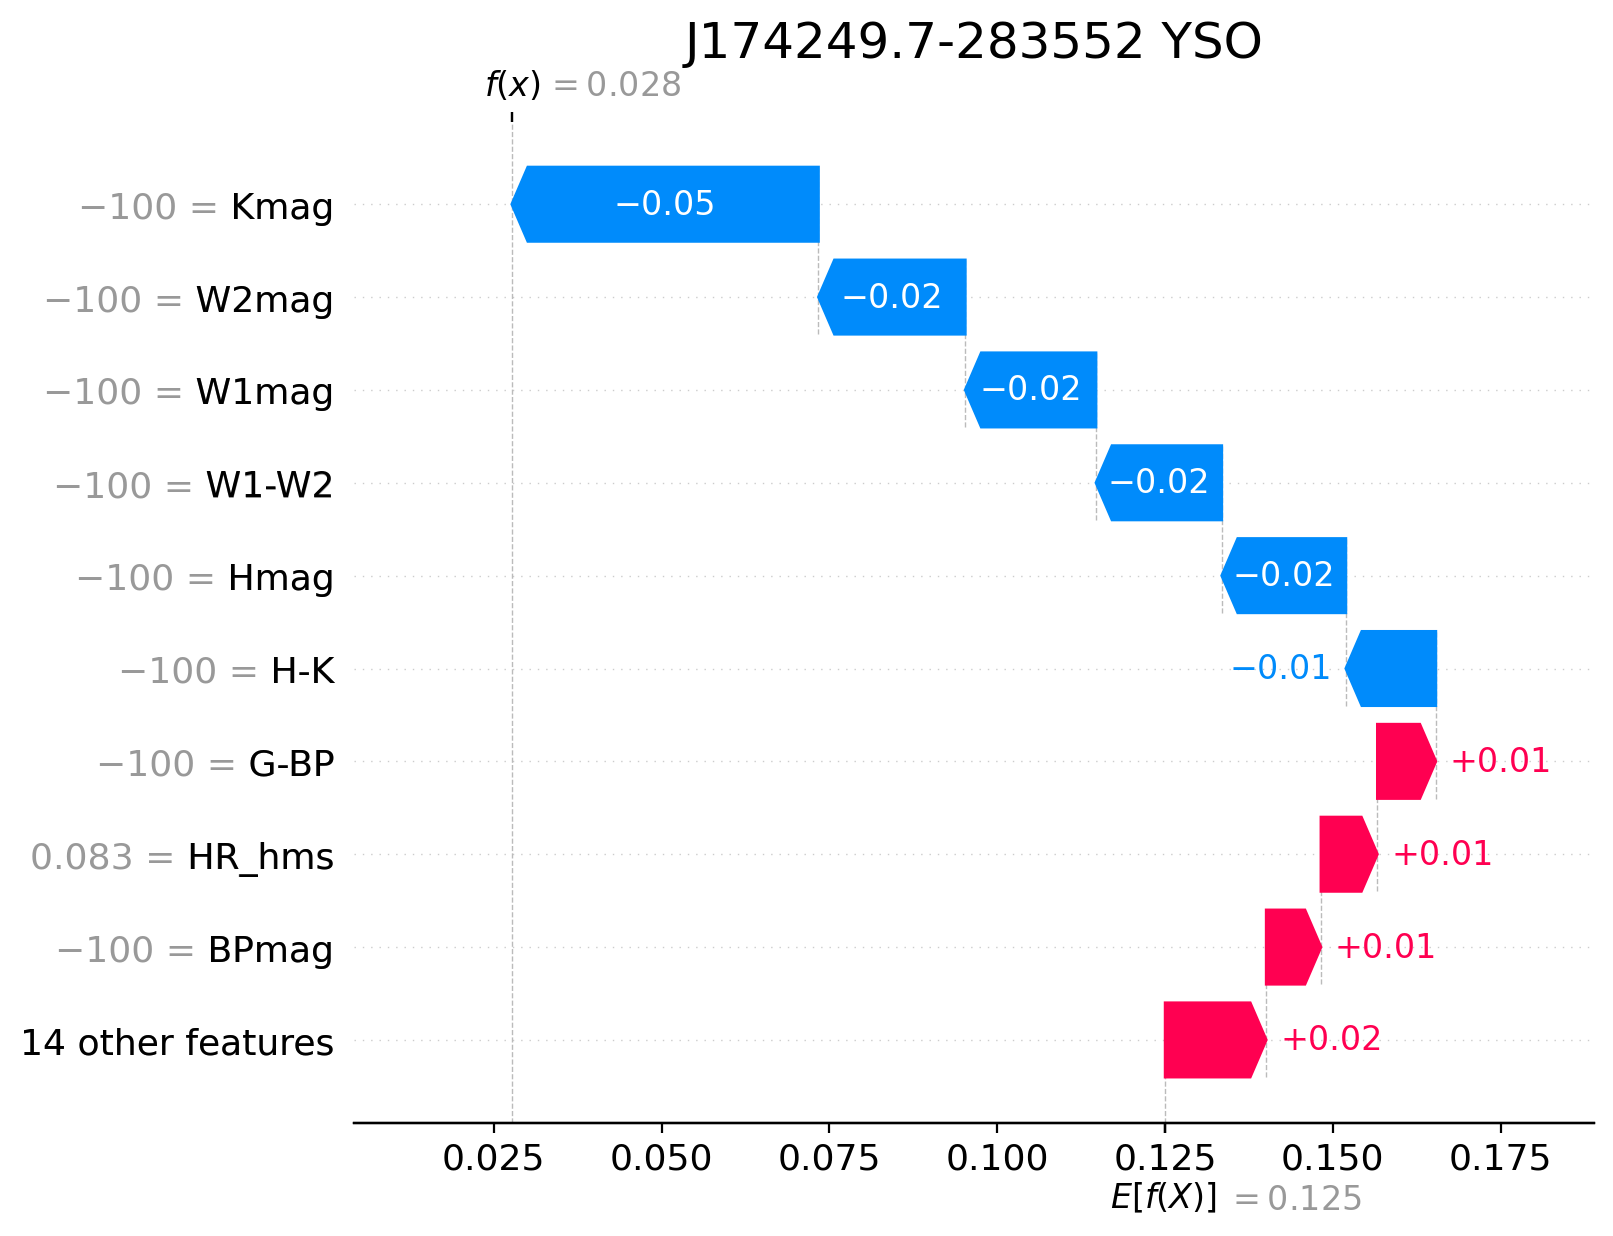 J174249.7-283552 YSO
f(x) = 0.028
−100 = Kmag
−0.05
−100 = W2mag
−0.02
−100 = W1mag
−0.02
−100 = W1-W2
−0.02
−100 = Hmag
−0.02
−100 = H-K
−0.01
−100 = G-BP
+0.01
0.083 = HR_hms
+0.01
−100 = BPmag
+0.01
14 other features
+0.02
0.025 0.050 0.075 0.100 0.125 0.150 0.175
E[f(X)] = 0.125